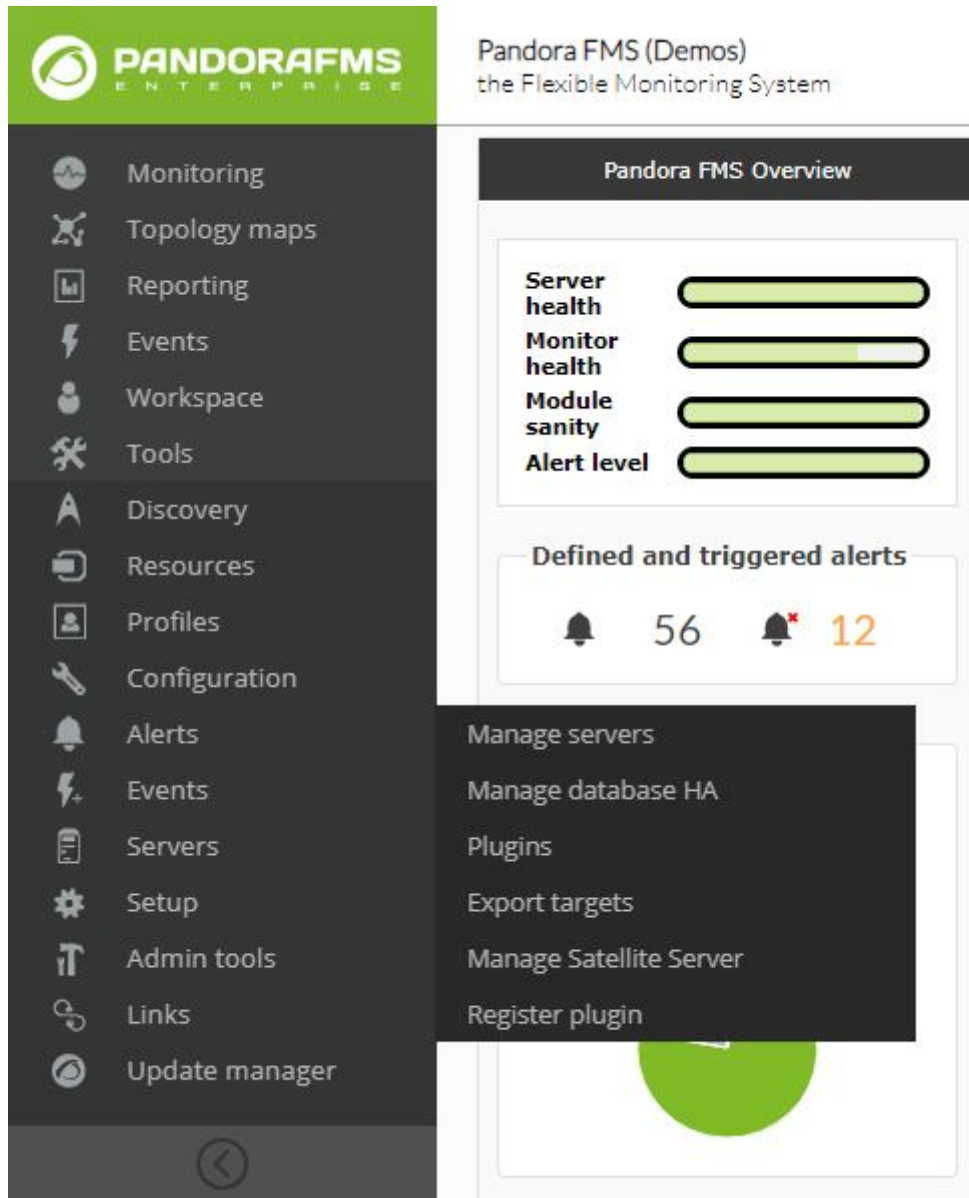 PANDORAFMS
ENTERPRISE
Pandora FMS (Demos)
the Flexible Monitoring System
Monitoring
Topology maps
Reporting
Events
Workspace
Tools
Discovery
Resources
Profiles
Configuration
Alerts
Events
Servers
Setup
Admin tools
Links
Update manager
Pandora FMS Overview
Server
health
Monitor
health
Module
sanity
Alert level
Defined and triggered alerts
56 12
Manage servers
Manage database HA
Plugins
Export targets
Manage Satellite Server
Register plugin